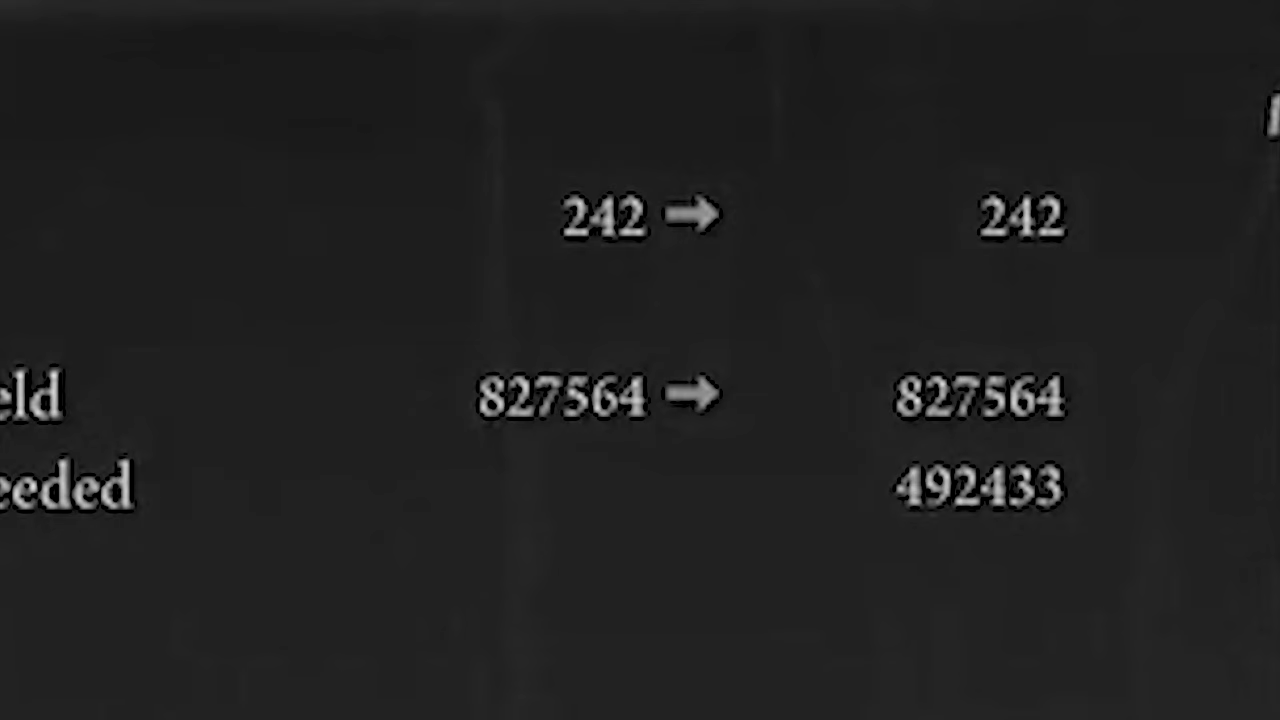 242 → 242
eld 827564 → 827564
eeded 492433